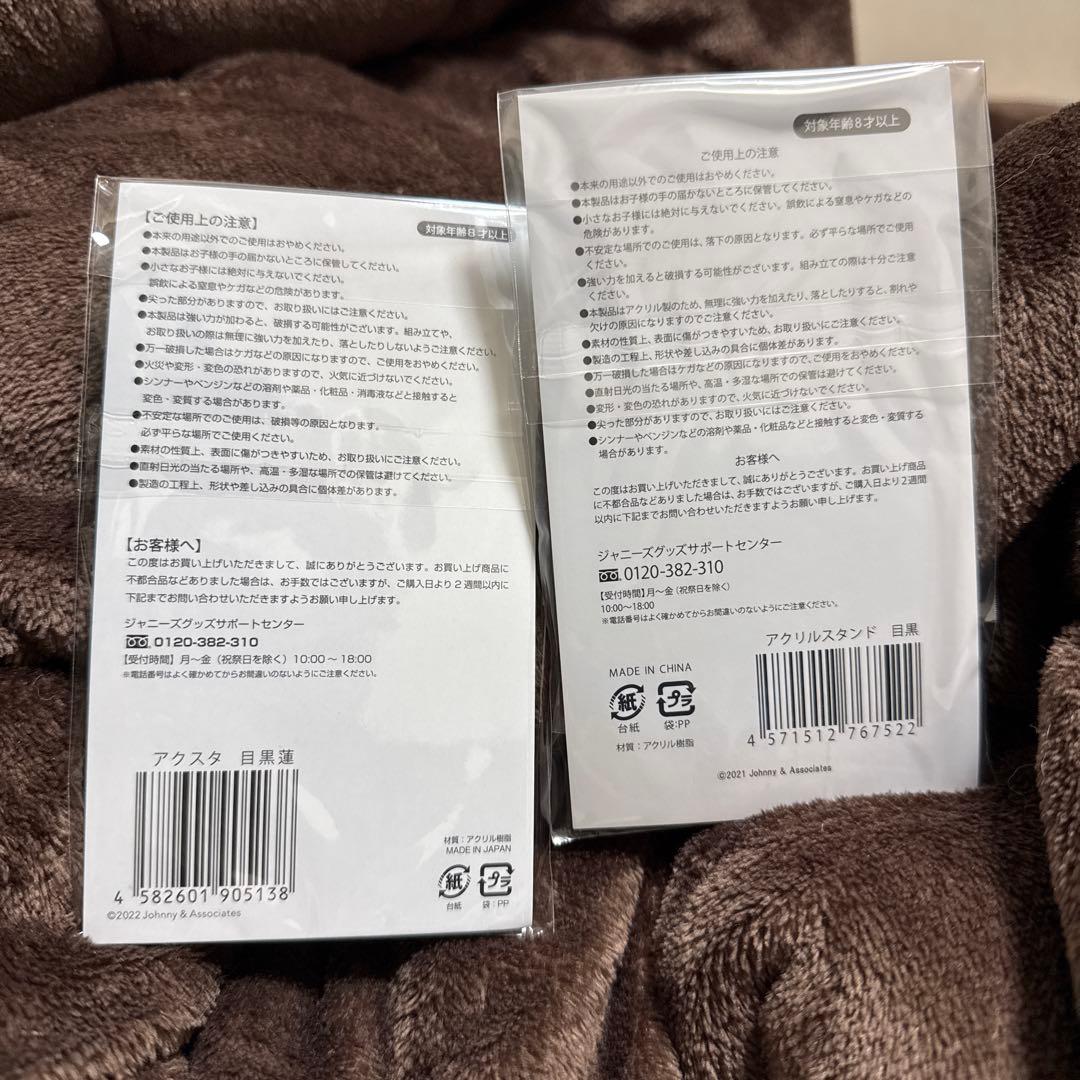 【ご使用上の注意】
対象年齢8才以上
●本来の用途以外でのご使用はおやめください。
●本製品はお子様の手の届かないところに保管してください。
●小さなお子様には絶対に与えないでください。
誤飲による窒息やケガなどの危険があります。
●尖った部分がありますので、お取り扱いにはご注意ください。
●本製品は強い力が加わると、破損する可能性がございます。組み立てや、
お取り扱いの際は無理に強い力を加えたり、落としたりしないようご注意ください。
●万一破損した場合はケガなどの原因になりますので、ご使用をおやめください。
●火災や変形・変色の恐れがありますので、火気に近づけないでください。
●シンナーやベンジンなどの溶剤や薬品・化粧品・消毒液などと接触すると
変色・変質する場合があります。
●不安定な場所でのご使用は、破損等の原因となります。
必ず平らな場所でご使用ください。
●素材の性質上、表面に傷がつきやすいため、お取り扱いにご注意ください。
●直射日光の当たる場所や、高温・多湿な場所での保管は避けてください。
●製造の工程上、形状や差し込みの具合に個体差があります。
【お客様へ】
この度はお買い上げいただきまして、誠にありがとうございます。お買い上げ商品に
不都合品などありました場合は、お手数ではございますが、ご購入日より2週間以内に
下記までお問い合わせいただきますようお願い申し上げます。
ジャニーズグッズサポートセンター
0120-382-310
【受付時間】月〜金（祝祭日を除く）10:00〜18:00
※電話番号はよく確かめてからお間違いのないようにご注意ください。
アクスタ 目黒蓮
4 582601 905138
©2022 Johnny & Associates
材質：アクリル樹脂
MADE IN JAPAN
紙 プラ
台紙 袋：PP
対象年齢8才以上
ご使用上の注意
●本来の用途以外でのご使用はおやめください。
●本製品はお子様の手の届かないところに保管してください。
●小さなお子様には絶対に与えないでください。誤飲による窒息やケガなどの
危険があります。
●不安定な場所でのご使用は、落下の原因となります。必ず平らな場所でご使用
ください。
●強い力を加えると破損する可能性がございます。組み立ての際は十分ご注意
ください。
●本製品はアクリル製のため、無理に強い力を加えたり、落としたりすると、割れや
欠けの原因になりますのでご注意ください。
●素材の性質上、表面に傷がつきやすいため、お取り扱いにご注意ください。
●製造の工程上、形状や差し込みの具合に個体差があります。
●万一破損した場合はケガなどの原因になりますので、ご使用をおやめください。
●直射日光の当たる場所や、高温・多湿な場所での保管は避けてください。
●変形・変色の恐れがありますので、火気に近づけないでください。
●尖った部分がありますので、お取り扱いにはご注意ください。
●シンナーやベンジンなどの溶剤や薬品・化粧品などと接触すると変色・変質する
場合があります。
お客様へ
この度はお買い上げいただきまして、誠にありがとうございます。お買い上げ商品
に不都合品などありました場合は、お手数ではございますが、ご購入日より2週間
以内に下記までお問い合わせいただきますようお願い申し上げます。
ジャニーズグッズサポートセンター
0120-382-310
【受付時間】月〜金（祝祭日を除く）
10:00〜18:00
※電話番号はよく確かめてからお間違いのないようにご注意ください。
アクリルスタンド 目黒
MADE IN CHINA
紙 プラ
台紙 袋：PP
材質：アクリル樹脂
4 571512 767522
©2021 Johnny & Associates